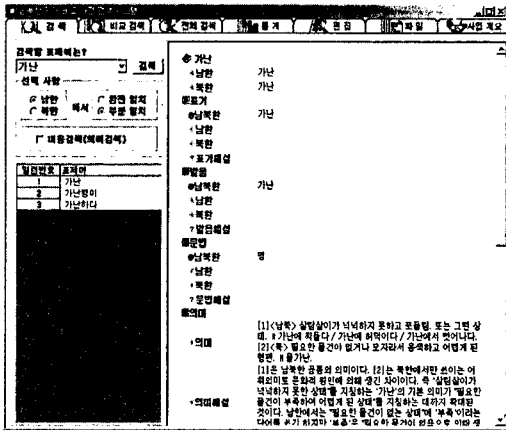 검색 비교 검색 전체 검색 통계 편집 파일 사업 개요
검색할 표제어는?
가난 검색
선택 사항
남한 북한 에서 완전 일치 부분 일치
내용검색(의미검색)
일련번호 표제어
1 가난
2 가난뱅이
3 가난하다
가난
남한 가난
북한 가난
표기
남북한 가난
남한
북한
표기해설
발음
남북한 가난
남한
북한
발음해설
문법
남북한 명
남한
북한
문법해설
의미
의미
[1]<남북> 살림살이가 넉넉하지 못하고 쪼들림. 또는 그런 상
태. ¶ 가난에 찌들다 / 가난에 허덕이다 / 가난에서 벗어나다.
[2]<북> 필요한 물건이 없거나 모자라서 옹색하고 어렵게 된
형편. ¶ 물가난.
의미해설
[1]은 남북한 공통의 의미이다. [2]는 북한에서만 쓰이는 어
휘의미로 문화적 원인에 의해 생긴 차이이다. 즉 '살림살이가
넉넉하지 못한 상태'를 지칭하는 '가난'의 기본 의미가 '필요한
물건이 부족하여 어렵게 된 상태'를 지칭하는 데까지 확대된
것이다. 남한에서는 '필요한 물건이 없는 상태'에 '부족'이라는